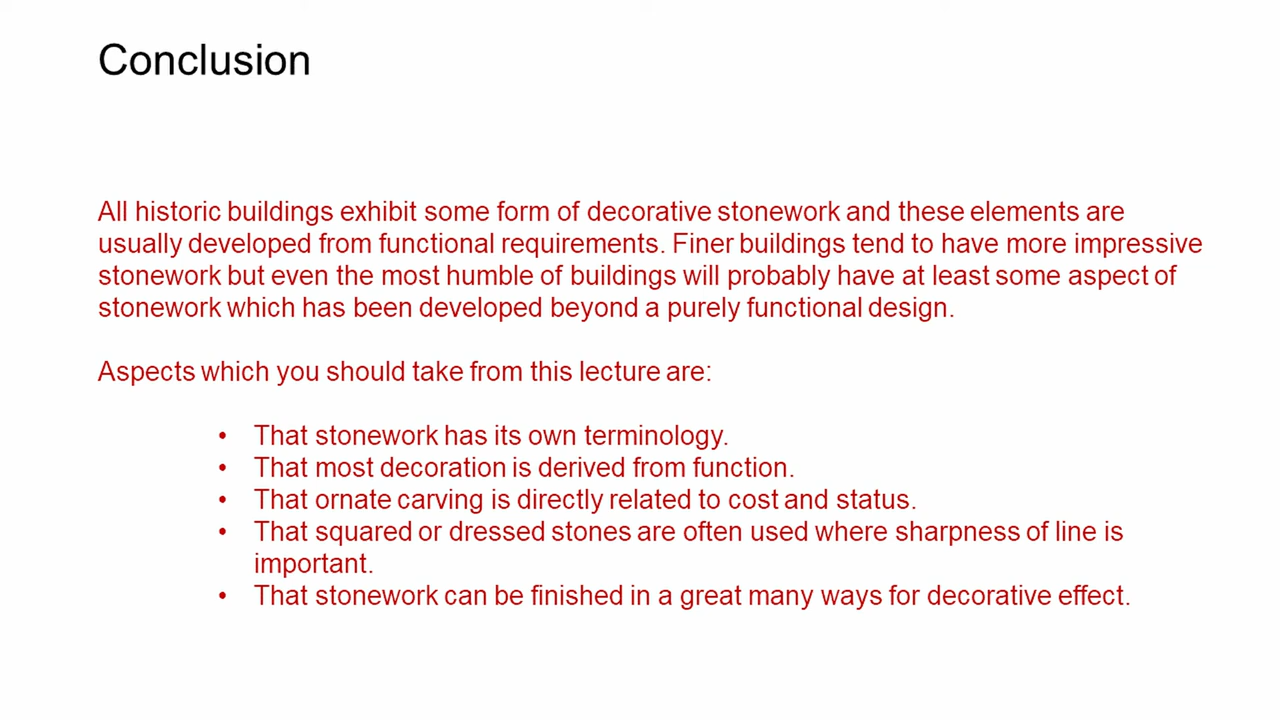 Conclusion
All historic buildings exhibit some form of decorative stonework and these elements are
usually developed from functional requirements. Finer buildings tend to have more impressive
stonework but even the most humble of buildings will probably have at least some aspect of
stonework which has been developed beyond a purely functional design.
Aspects which you should take from this lecture are:
• That stonework has its own terminology.
• That most decoration is derived from function.
• That ornate carving is directly related to cost and status.
• That squared or dressed stones are often used where sharpness of line is
important.
• That stonework can be finished in a great many ways for decorative effect.